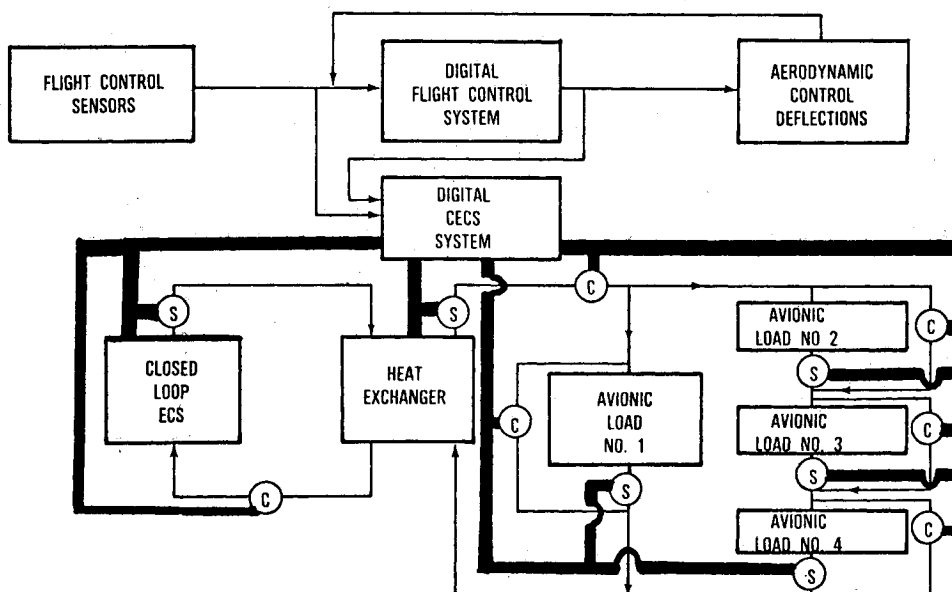 FLIGHT CONTROL
SENSORS
DIGITAL
FLIGHT CONTROL
SYSTEM
AERODYNAMIC
CONTROL
DEFLECTIONS
DIGITAL
CECS
SYSTEM
C
S
S
CLOSED
LOOP
ECS
HEAT
EXCHANGER
C
AVIONIC
LOAD
NO. 1
C
S
AVIONIC
LOAD NO 2
C
S
AVIONIC
LOAD NO. 3
C
S
AVIONIC
LOAD NO. 4
C
S